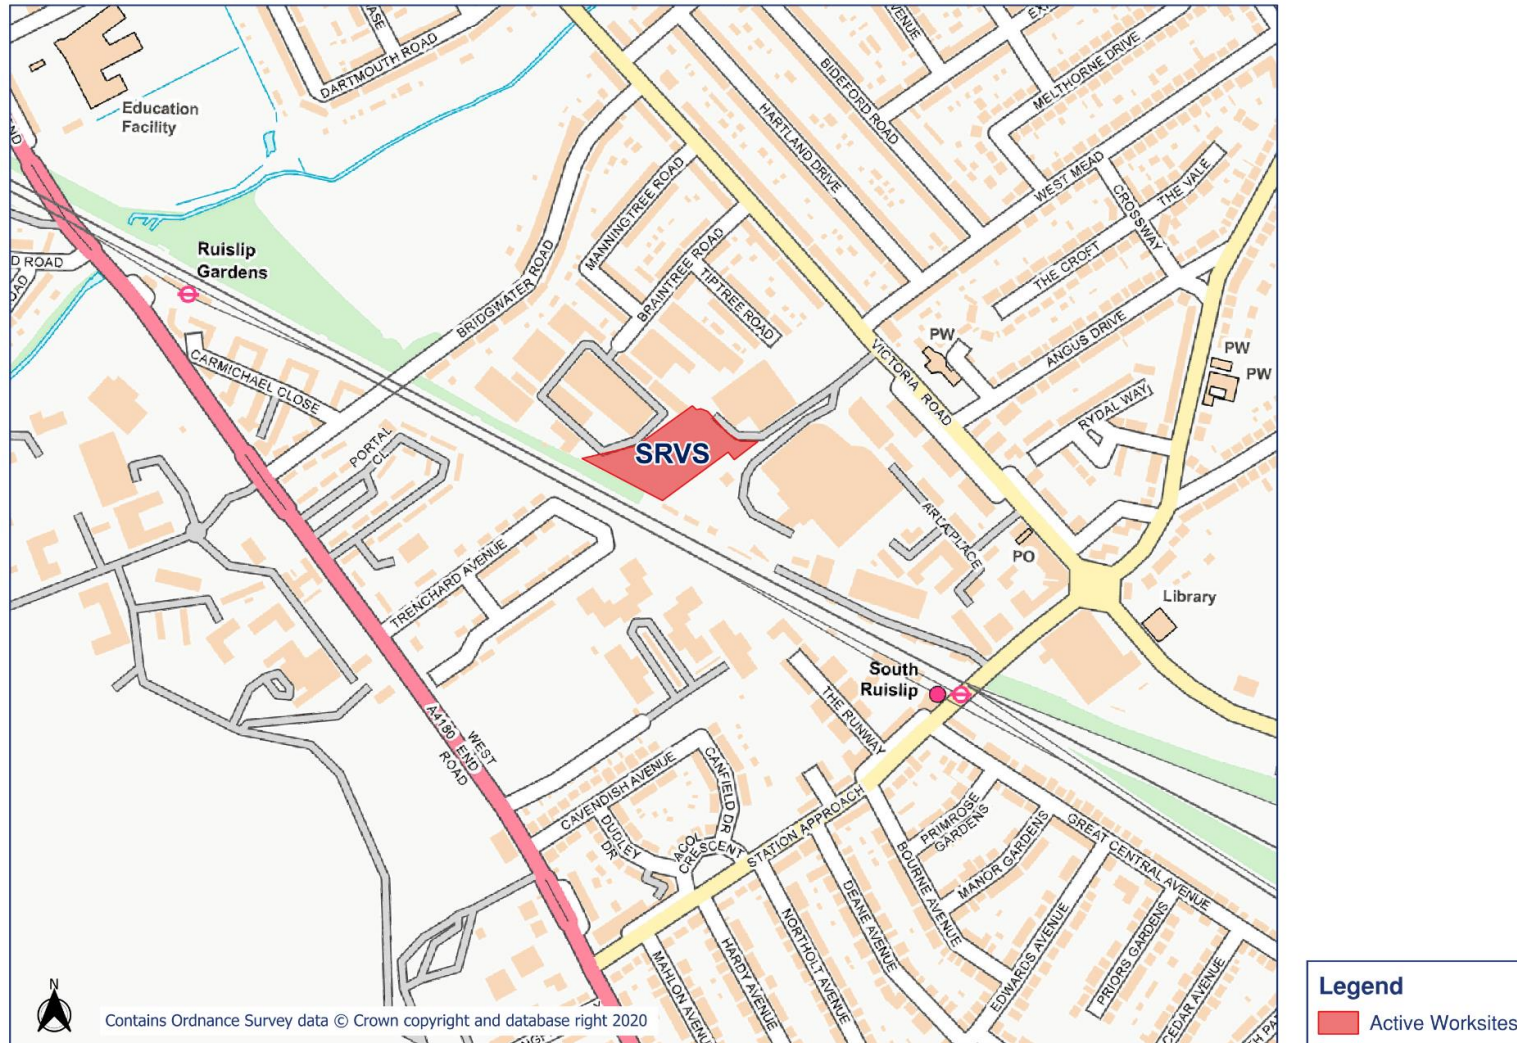 DARTMOUTH ROAD
Education
Facility
BIDEFORD ROAD
MELTHORNE DRIVE
HARTLAND DRIVE
WEST MEAD
CROSSWAY
THE VALE
THE CROFT
MANNINGTREE ROAD
BRAINTREE ROAD
TIPTREE ROAD
BRIDGWATER ROAD
Ruislip
Gardens
D ROAD
OAD
CARMICHAEL CLOSE
PORTAL
CL
SRVS
VICTORIA ROAD
PW
ANGUS DRIVE
PW
PW
RYDAL WAY
ARLA PLACE
PO
Library
TRENCHARD AVENUE
South
Ruislip
THE RUNWAY
A4180
WEST
END
ROAD
CAVENDISH AVENUE
CANFIELD DR
DUDLEY
DR
ACOL
CRESCENT
STATION APPROACH
PRIMROSE
GARDENS
MANOR GARDENS
GREAT CENTRAL AVENUE
BOURNE AVENUE
DEANE AVENUE
NORTHOLT AVENUE
HARDY AVENUE
MAHLON AVENU
EDWARDS AVENUE
PRIORS GARDENS
CEDAR AVENUE
N
Contains Ordnance Survey data © Crown copyright and database right 2020
Legend
Active Worksites